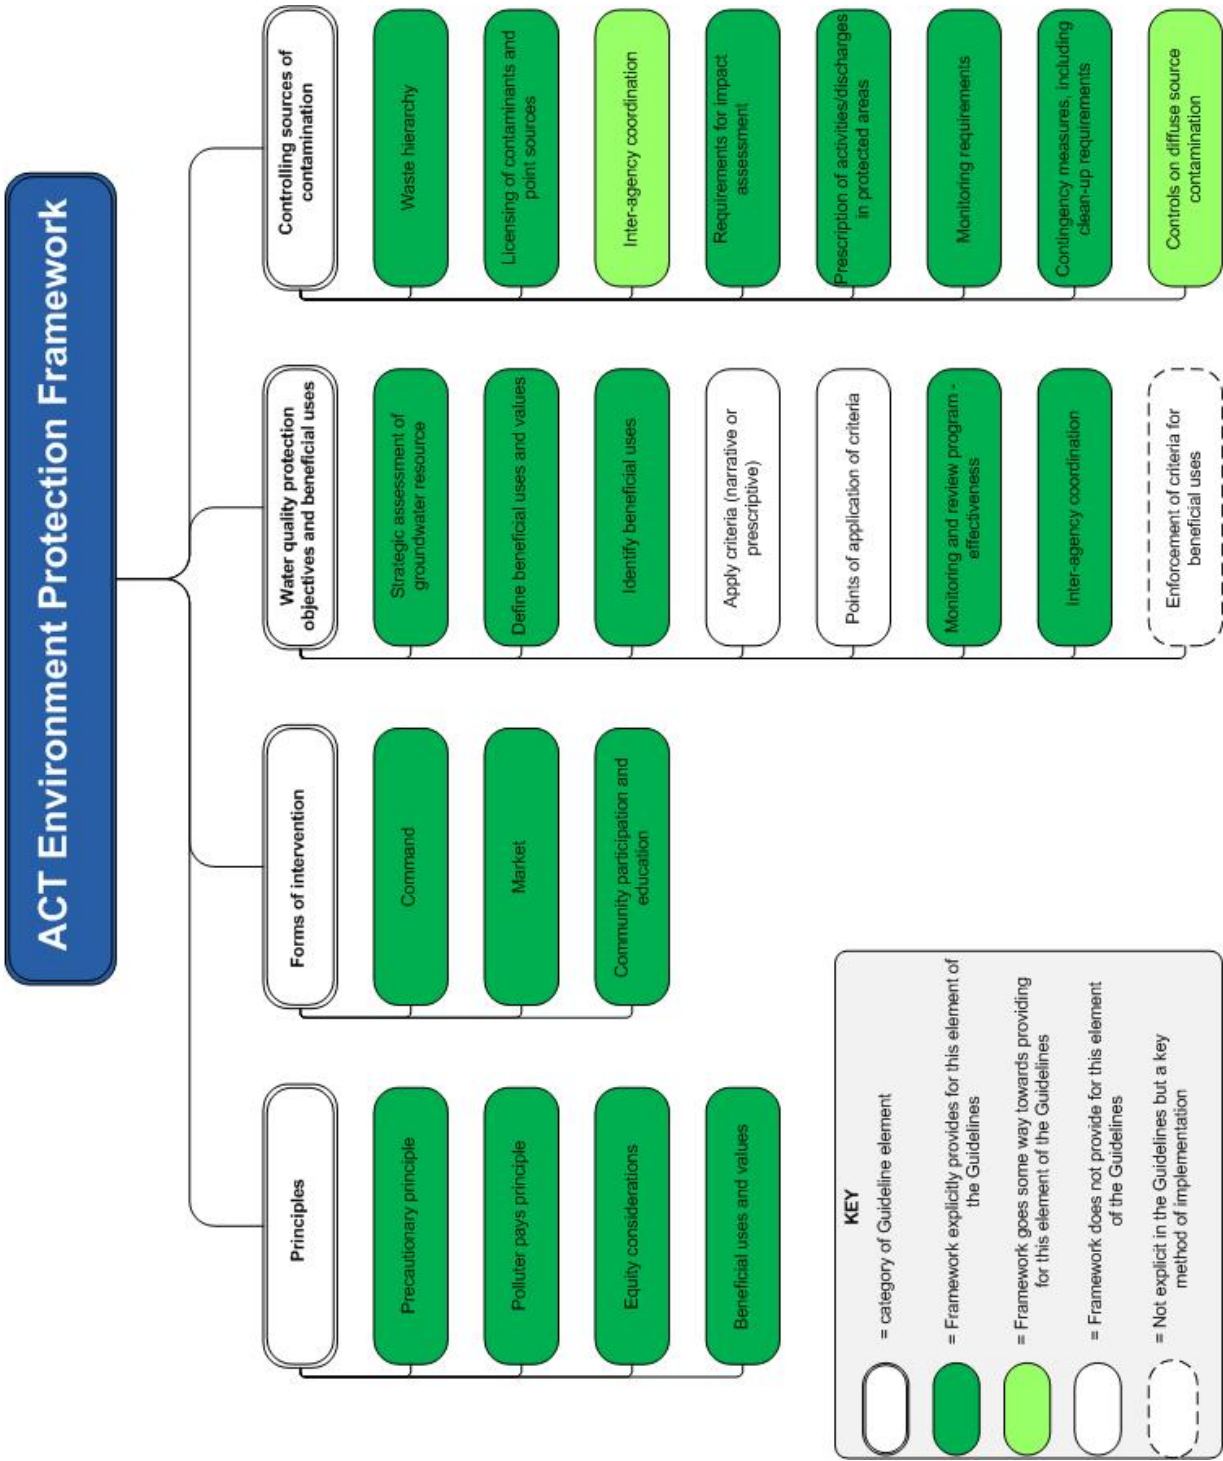 ACT Environment Protection Framework
Principles
Precautionary principle
Polluter pays principle
Equity considerations
Beneficial uses and values
Forms of intervention
Command
Market
Community participation and
education
Water quality protection
objectives and beneficial uses
Strategic assessment of
groundwater resource
Define beneficial uses and values
Identify beneficial uses
Apply criteria (narrative or
prescriptive)
Points of application of criteria
Monitoring and review program -
effectiveness
Inter-agency coordination
Enforcement of criteria for
beneficial uses
Controlling sources of
contamination
Waste hierarchy
Licensing of contaminants and
point sources
Inter-agency coordination
Requirements for impact
assessment
Prescription of activities/discharges
in protected areas
Monitoring requirements
Contingency measures, including
clean-up requirements
Controls on diffuse source
contamination
KEY
= category of Guideline element
= Framework explicitly provides for this element of
the Guidelines
= Framework goes some way towards providing
for this element of the Guidelines
= Framework does not provide for this element
of the Guidelines
= Not explicit in the Guidelines but a key
method of implementation